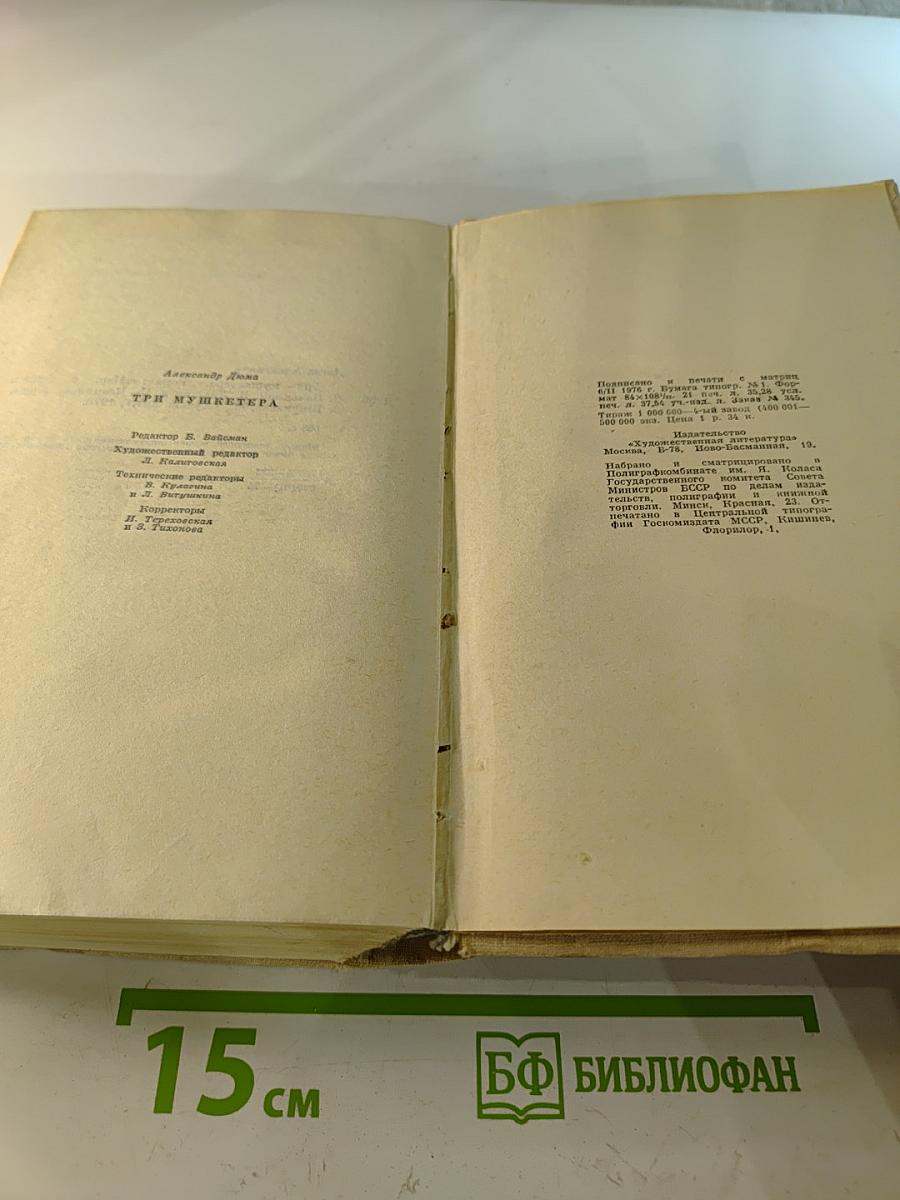 Александр Дюма
ТРИ МУШКЕТЕРА
Редактор Б. Вайсман
Художественный редактор
Л. Калитовская
Технические редакторы
В. Кулагина
и Л. Витушкина
Корректоры
И. Тереховская
и З. Тихонова
Подписано к печати с матриц
6/II 1976 г. Бумага типогр. № 1. Фор-
мат 84×108¹/₃₂. 21 печ. л. 35,28 усл.
печ. л. 37,54 уч.-изд. л. Заказ № 345.
Тираж 1 000 000—4-ый завод (400 001—
500 000 экз. Цена 1 р. 34 к.
Издательство
«Художественная литература»
Москва, Б-78, Ново-Басманная, 19.
Набрано и сматрицировано в
Полиграфкомбинате им. Я. Коласа
Государственного комитета Совета
Министров БССР по делам изда-
тельств, полиграфии и книжной
торговли. Минск, Красная, 23. От-
печатано в Центральной типогра-
фии Госкомиздата МССР, Кишинев,
Флорилор, 1.
15 см
БФ БИБЛИОФАН